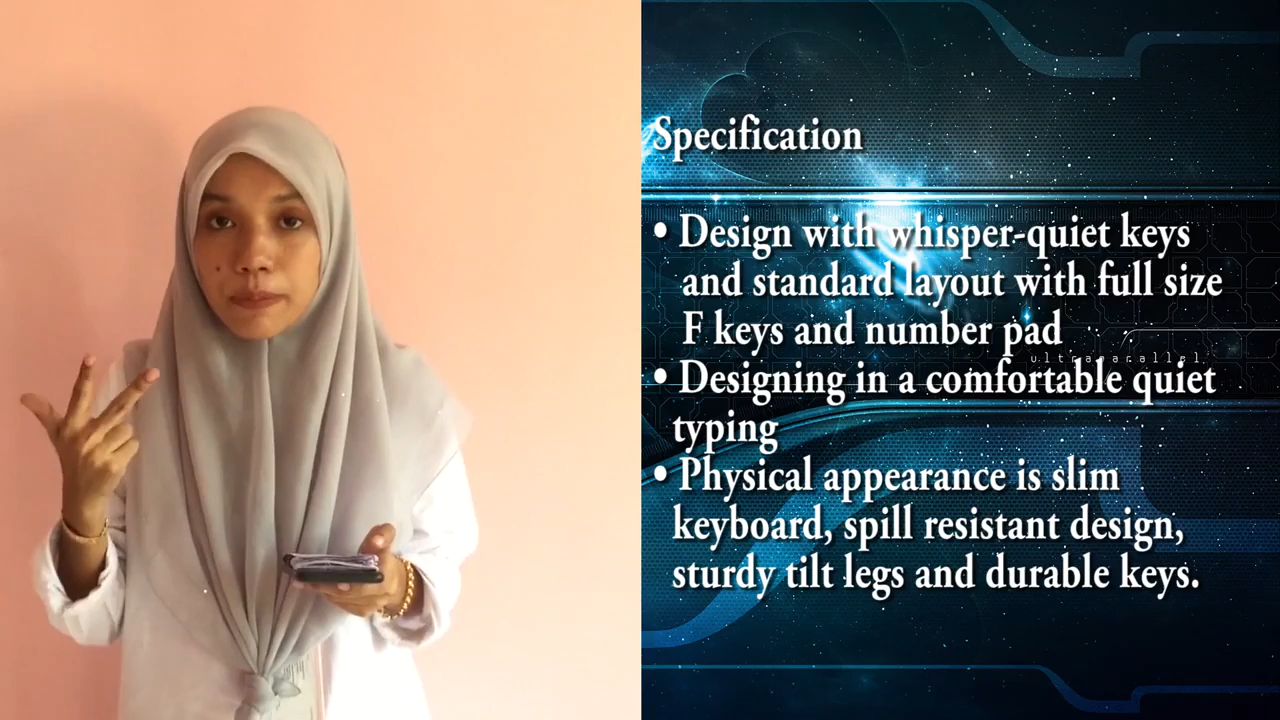 Specification
• Design with whisper-quiet keys
and standard layout with full size
F keys and number pad
ultraparallel
• Designing in a comfortable quiet
typing
• Physical appearance is slim
keyboard, spill resistant design,
sturdy tilt legs and durable keys.